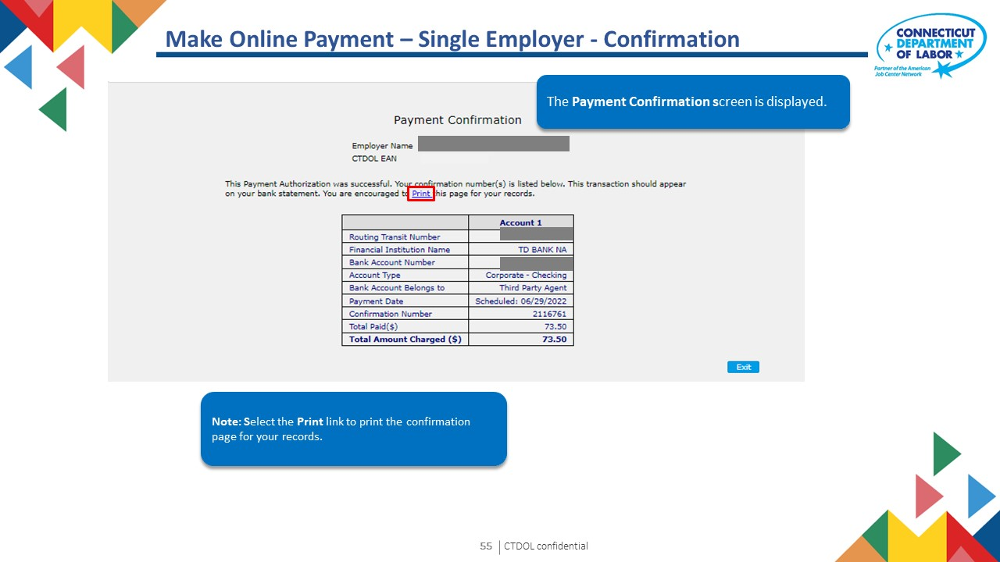 Make Online Payment – Single Employer - Confirmation
CONNECTICUT
DEPARTMENT
OF LABOR
Partner of the American
Job Center Network
The Payment Confirmation screen is displayed.
Payment Confirmation
Employer Name
CTDOL EAN
This Payment Authorization was successful. Your confirmation number(s) is listed below. This transaction should appear
on your bank statement. You are encouraged to Print this page for your records.
Account 1
Routing Transit Number
Financial Institution Name TD BANK NA
Bank Account Number
Account Type Corporate - Checking
Bank Account Belongs to Third Party Agent
Payment Date Scheduled: 06/29/2022
Confirmation Number 2116761
Total Paid($) 73.50
Total Amount Charged ($) 73.50
Exit
Note: Select the Print link to print the confirmation
page for your records.
55 CTDOL confidential